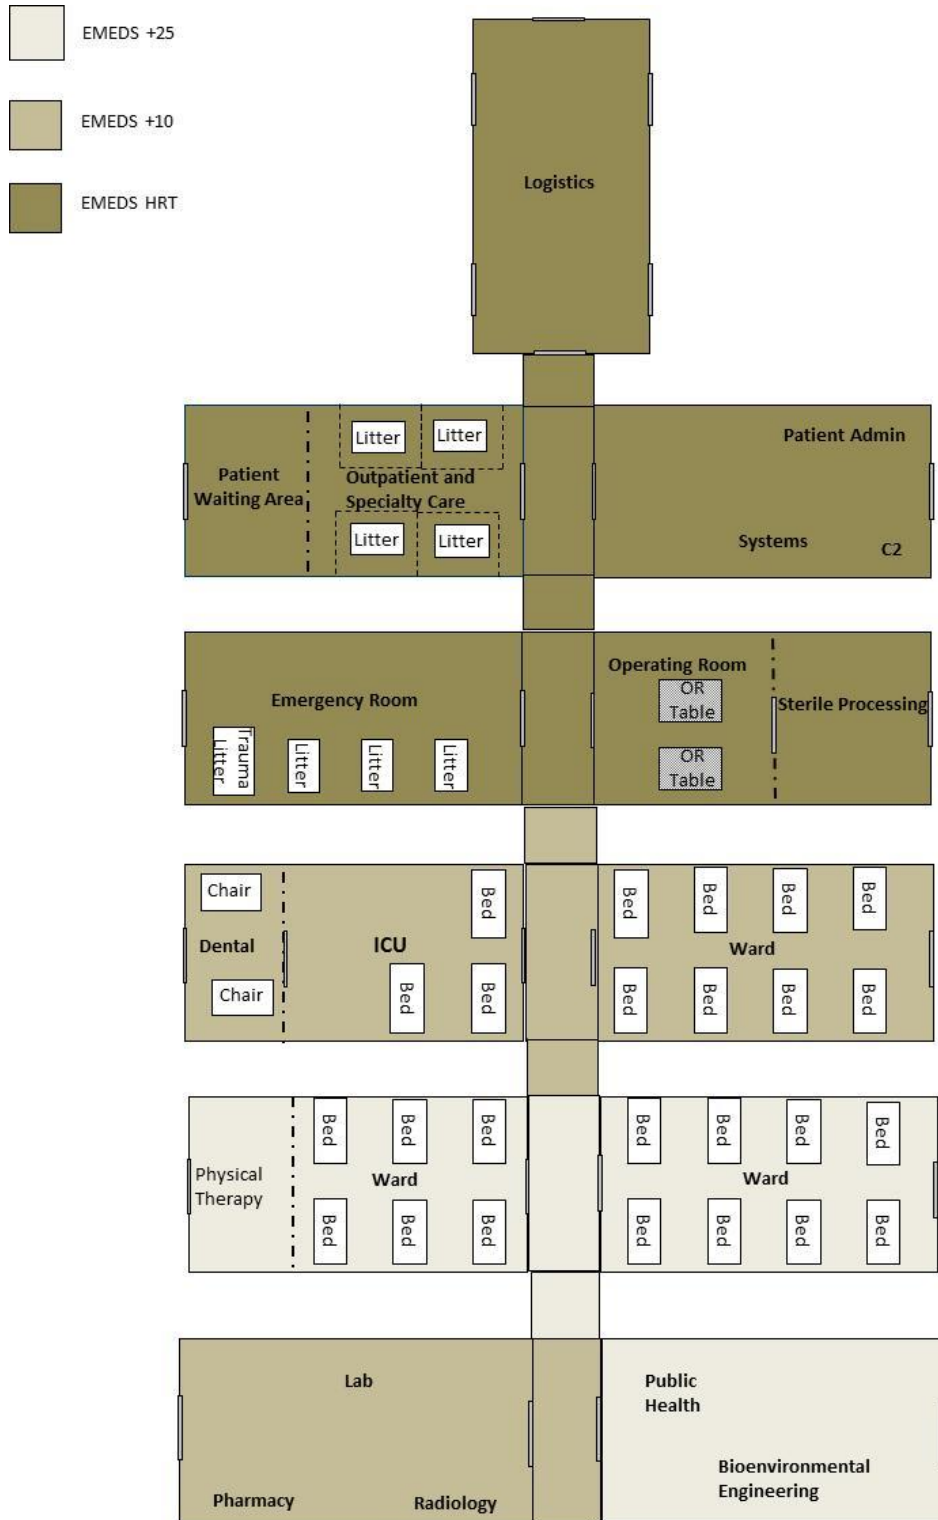 EMEDS +25
EMEDS +10
EMEDS HRT
Logistics
Litter
Litter
Patient
Waiting Area
Outpatient and
Specialty Care
Litter
Litter
Patient Admin
Systems
C2
Emergency Room
Trauma
Litter
Litter
Litter
Litter
Operating Room
OR
Table
OR
Table
Sterile Processing
Chair
Dental
Chair
ICU
Bed
Bed
Bed
Bed
Bed
Bed
Bed
Ward
Bed
Bed
Bed
Bed
Physical
Therapy
Bed
Bed
Bed
Ward
Bed
Bed
Bed
Bed
Bed
Bed
Bed
Ward
Bed
Bed
Bed
Bed
Lab
Pharmacy
Radiology
Public
Health
Bioenvironmental
Engineering